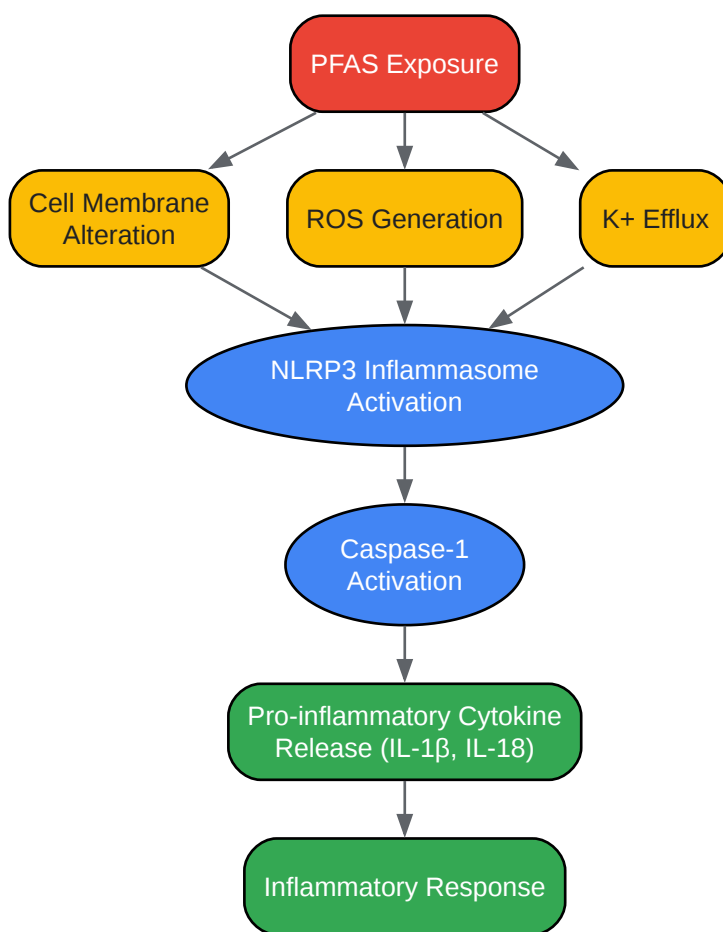 PFAS Exposure
Cell Membrane
Alteration
ROS Generation
K+ Efflux
NLRP3 Inflammasome
Activation
Caspase-1
Activation
Pro-inflammatory Cytokine
Release (IL-1β, IL-18)
Inflammatory Response